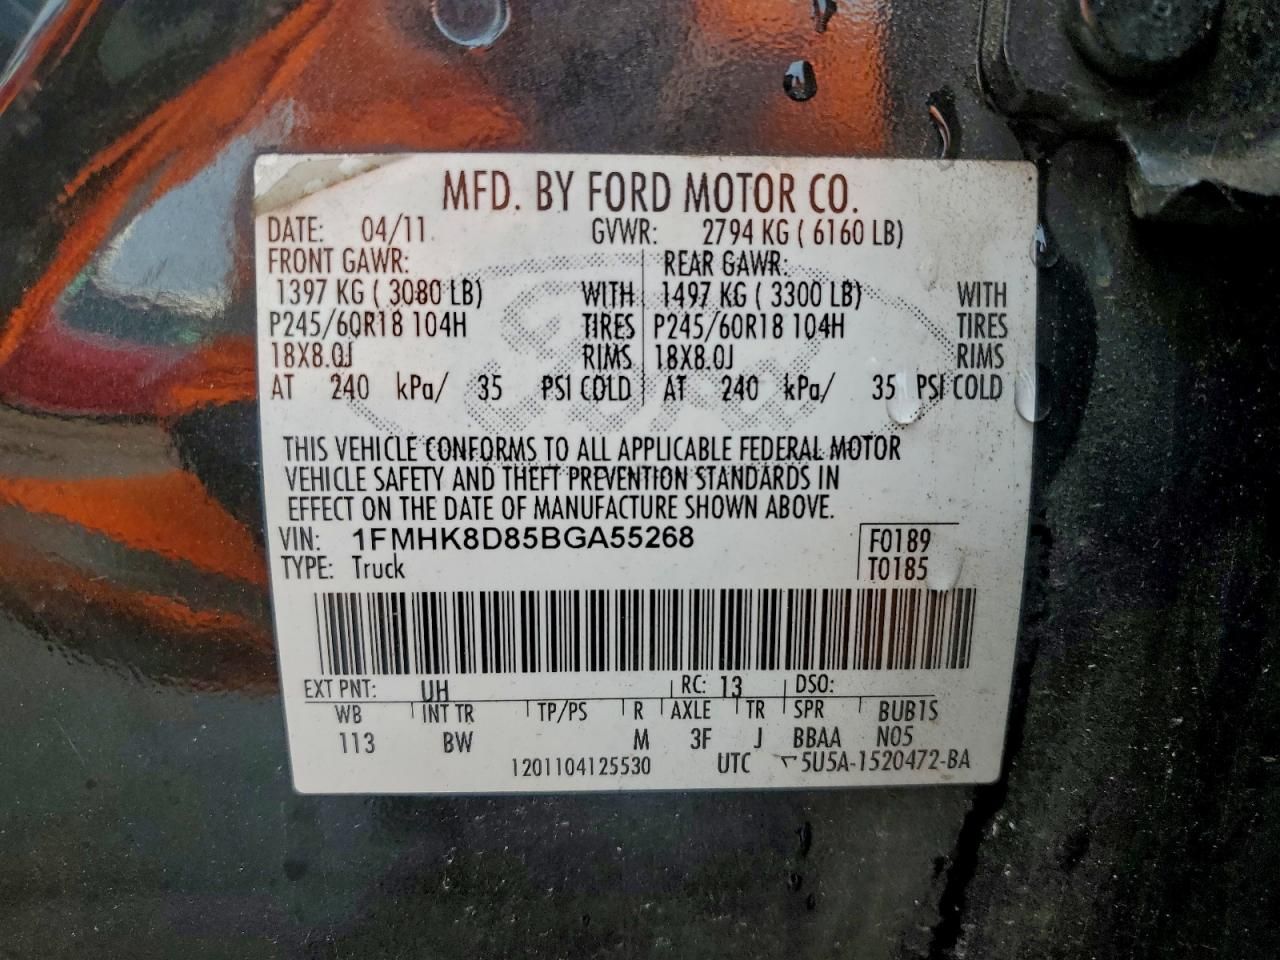 MFD. BY FORD MOTOR CO.
DATE: 04/11 GVWR: 2794 KG ( 6160 LB)
FRONT GAWR: REAR GAWR:
1397 KG ( 3080 LB) WITH 1497 KG ( 3300 LB) WITH
P245/60R18 104H TIRES P245/60R18 104H TIRES
18X8.0J RIMS 18X8.0J RIMS
AT 240 kPa/ 35 PSI COLD AT 240 kPa/ 35 PSI COLD
THIS VEHICLE CONFORMS TO ALL APPLICABLE FEDERAL MOTOR
VEHICLE SAFETY AND THEFT PREVENTION STANDARDS IN
EFFECT ON THE DATE OF MANUFACTURE SHOWN ABOVE.
VIN: 1FMHK8D85BGA55268 F0189
TYPE: Truck T0185
EXT PNT: UH RC: 13 DSO:
WB INT TR TP/PS R AXLE TR SPR BUB1S
113 BW M 3F J BBAA N05
1201104125530 UTC 5U5A-1520472-BA